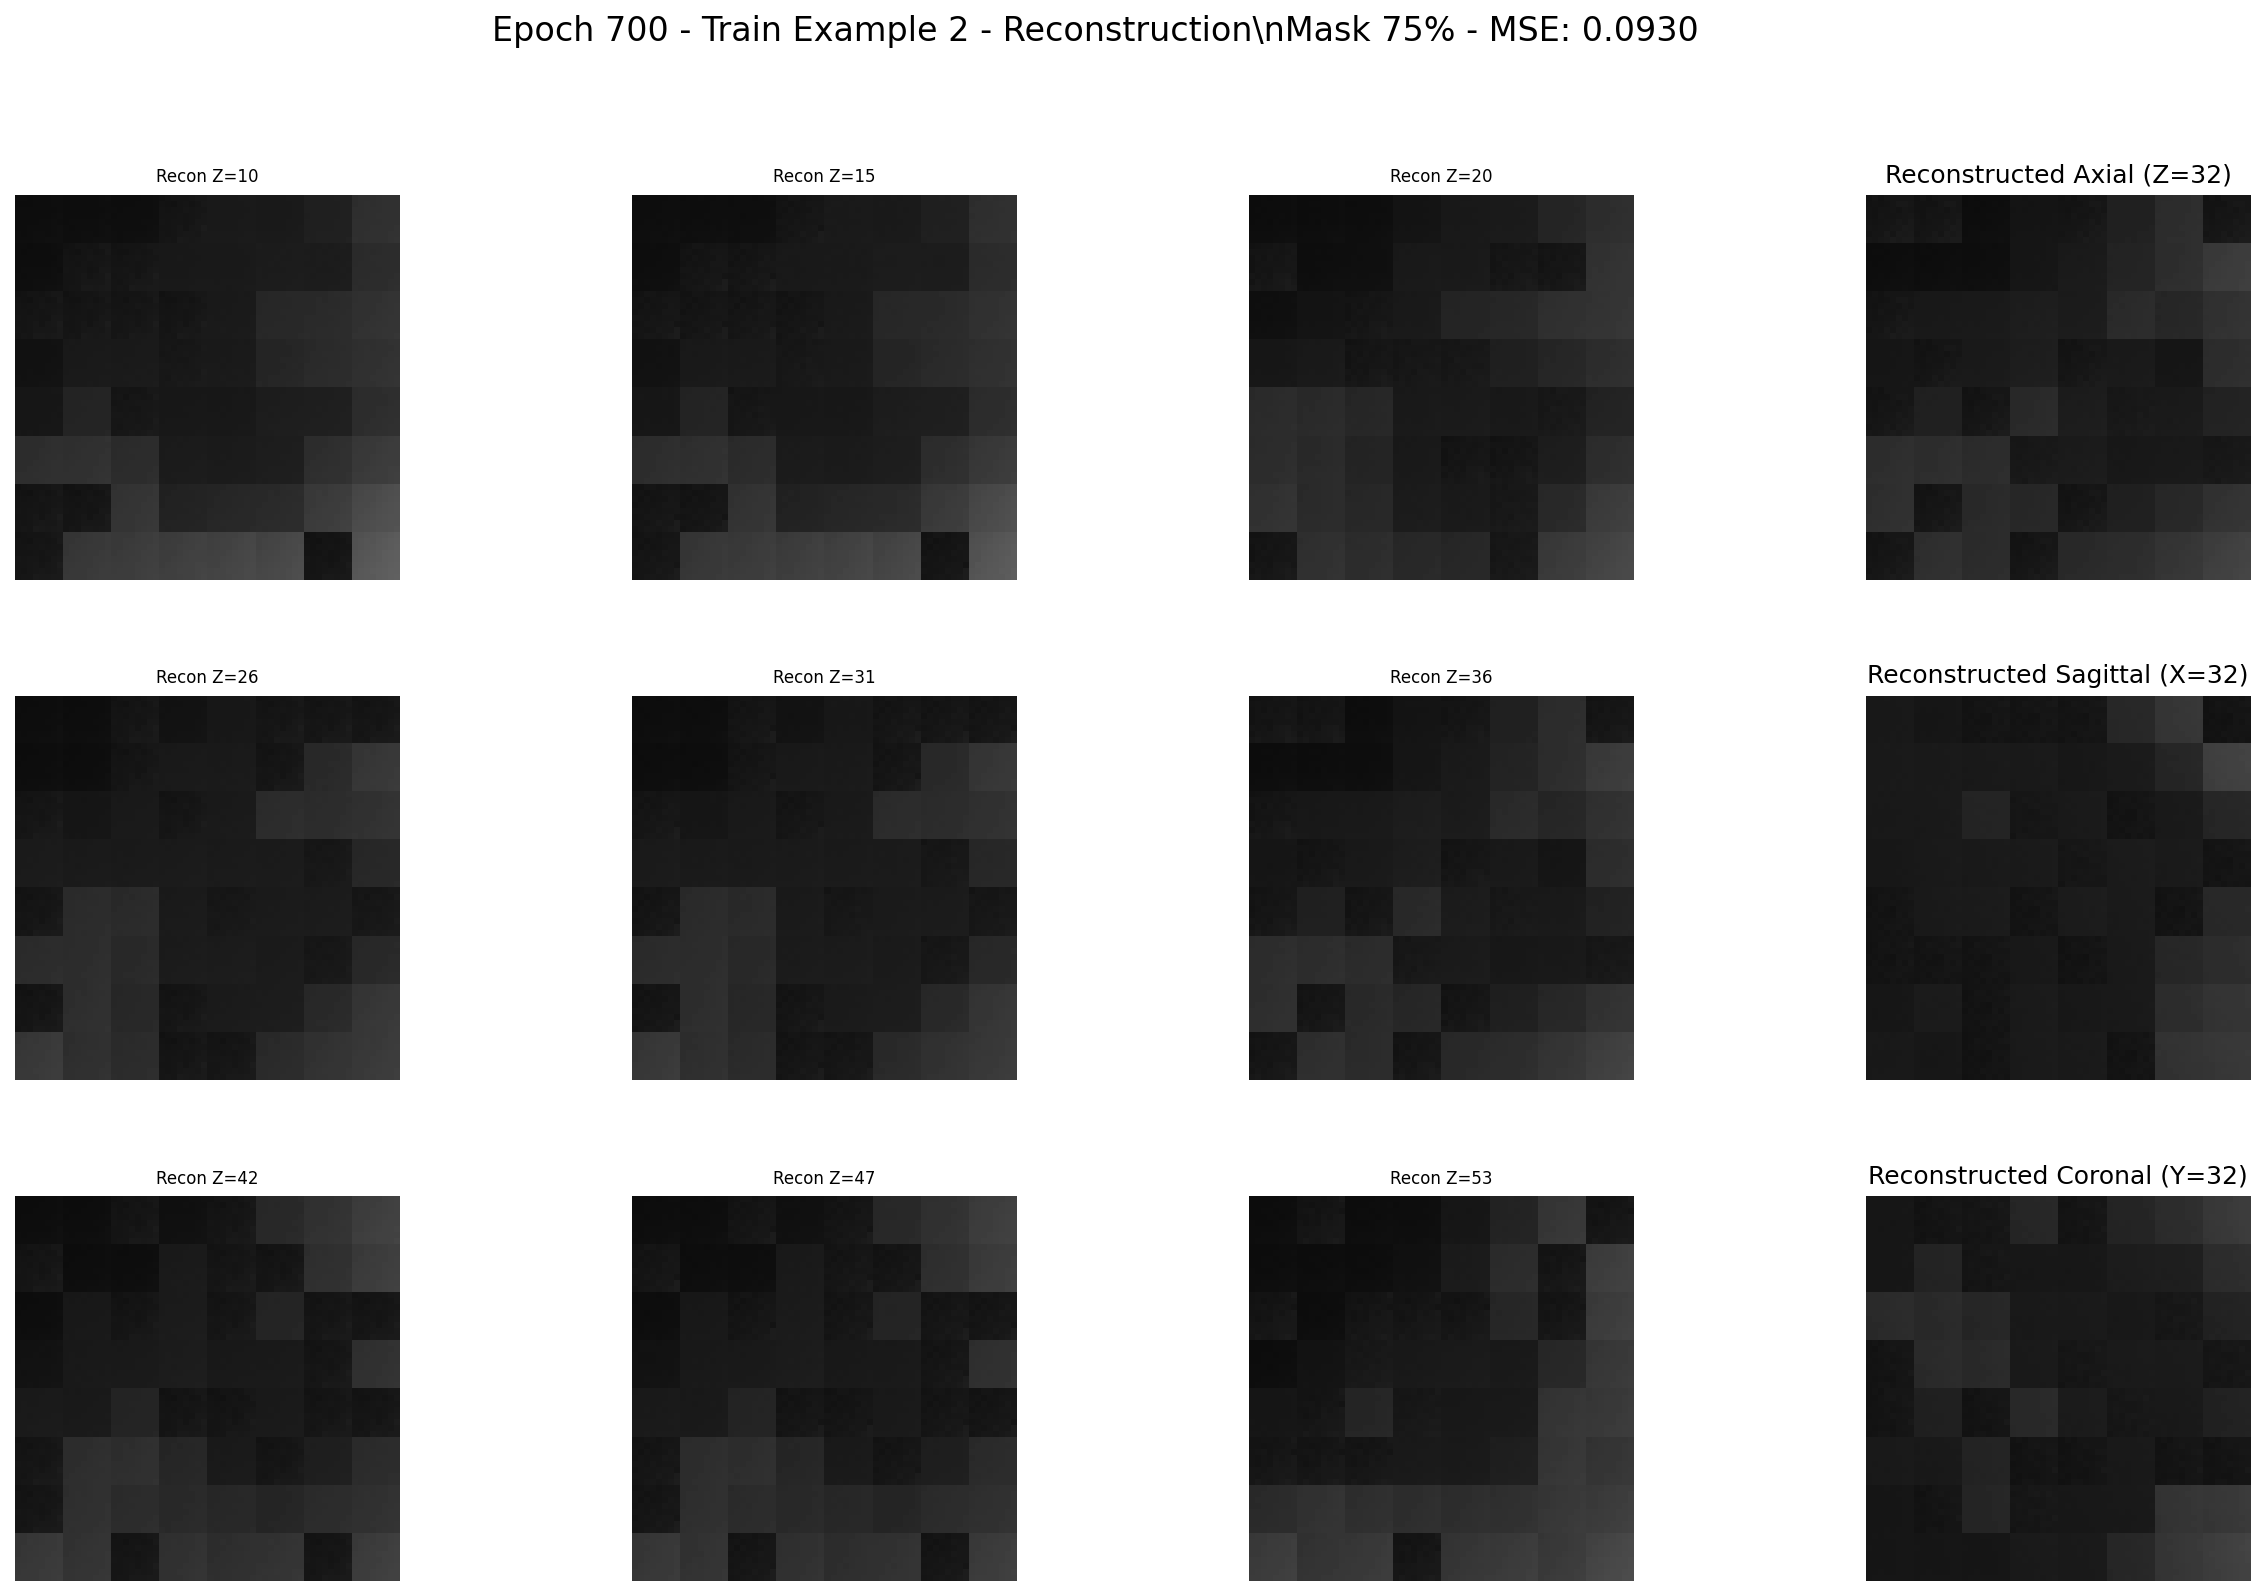 Epoch 700 - Train Example 2 - Reconstruction\nMask 75% - MSE: 0.0930
Recon Z=10
Recon Z=15
Recon Z=20
Reconstructed Axial (Z=32)
Recon Z=26
Recon Z=31
Recon Z=36
Reconstructed Sagittal (X=32)
Recon Z=42
Recon Z=47
Recon Z=53
Reconstructed Coronal (Y=32)